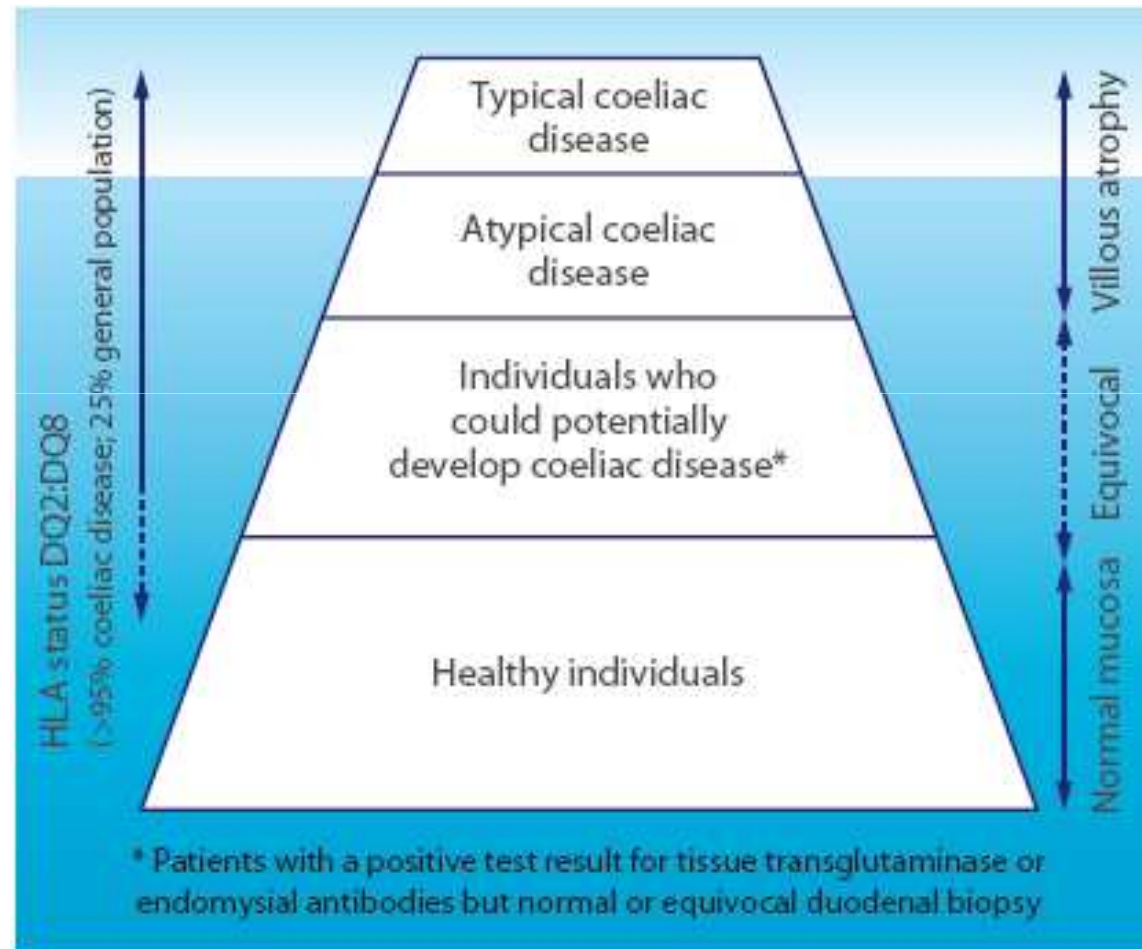 Typical coeliac
disease
Atypical coeliac
disease
Individuals who
could potentially
develop coeliac disease*
Healthy individuals
HLA status DQ2:DQ8
(>95% coeliac disease; 25% general population)
Villous atrophy
Equivocal
Normal mucosa
* Patients with a positive test result for tissue transglutaminase or
endomysial antibodies but normal or equivocal duodenal biopsy